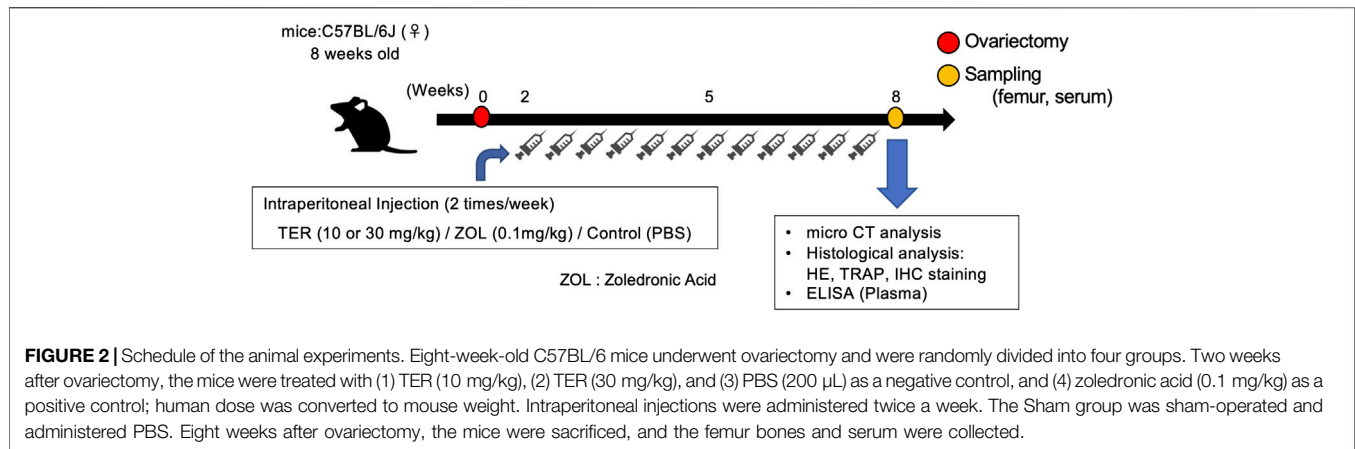 mice:C57BL/6J (♀)
8 weeks old
Ovariectomy
Sampling
(femur, serum)
(Weeks) 0 2 5 8
Intraperitoneal Injection (2 times/week)
TER (10 or 30 mg/kg) / ZOL (0.1mg/kg) / Control (PBS)
ZOL : Zoledronic Acid
• micro CT analysis
• Histological analysis:
HE, TRAP, IHC staining
• ELISA (Plasma)
FIGURE 2 | Schedule of the animal experiments. Eight-week-old C57BL/6 mice underwent ovariectomy and were randomly divided into four groups. Two weeks
after ovariectomy, the mice were treated with (1) TER (10 mg/kg), (2) TER (30 mg/kg), and (3) PBS (200 µL) as a negative control, and (4) zoledronic acid (0.1 mg/kg) as a
positive control; human dose was converted to mouse weight. Intraperitoneal injections were administered twice a week. The Sham group was sham-operated and
administered PBS. Eight weeks after ovariectomy, the mice were sacrificed, and the femur bones and serum were collected.